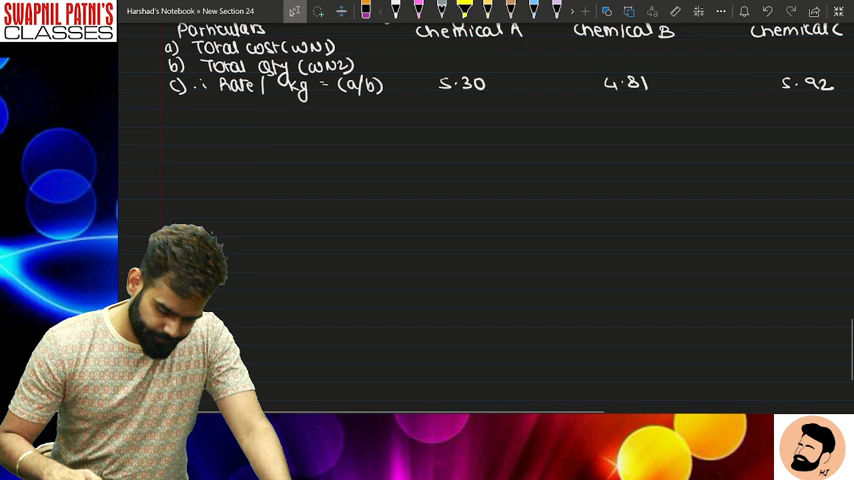 SWAPNIL PATNI'S
CLASSES
Harshad's Notebook » New Section 24
Particulars Chemical A Chemical B Chemical C
a) Total cost (WN1)
b) Total Qty (WN2)
c) ∴ Rate / kg = (a/b) 5.30 4.81 5.92
HJ